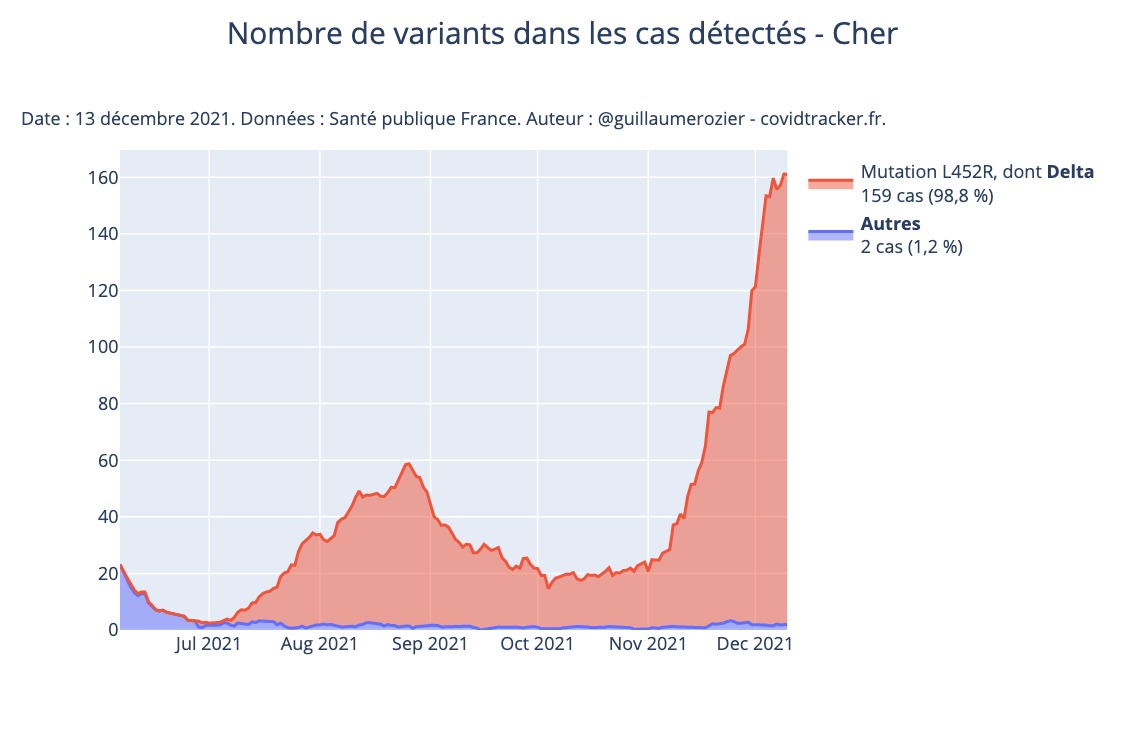 Nombre de variants dans les cas détectés - Cher
Date : 13 décembre 2021. Données : Santé publique France. Auteur : @guillaumerozier - covidtracker.fr.
160
140
120
100
80
60
40
20
0
Jul 2021
Aug 2021
Sep 2021
Oct 2021
Nov 2021
Dec 2021
Mutation L452R, dont Delta
159 cas (98,8 %)
Autres
2 cas (1,2 %)